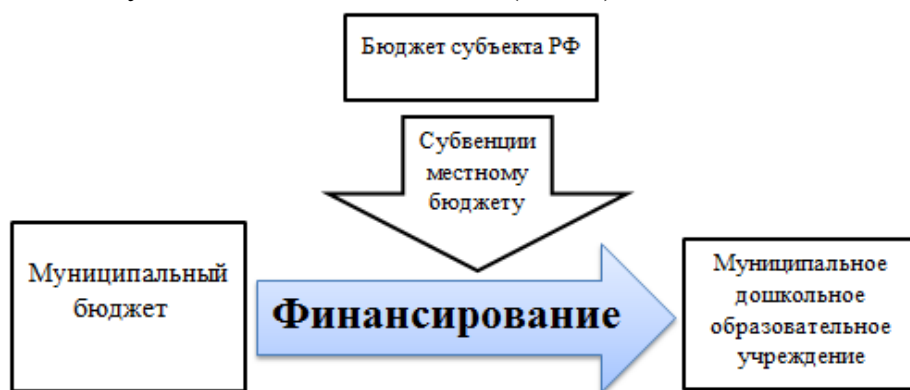 Бюджет субъекта РФ
Субвенции
местному
бюджету
Муниципальный
бюджет
Финансирование
Муниципальное
дошкольное
образовательное
учреждение